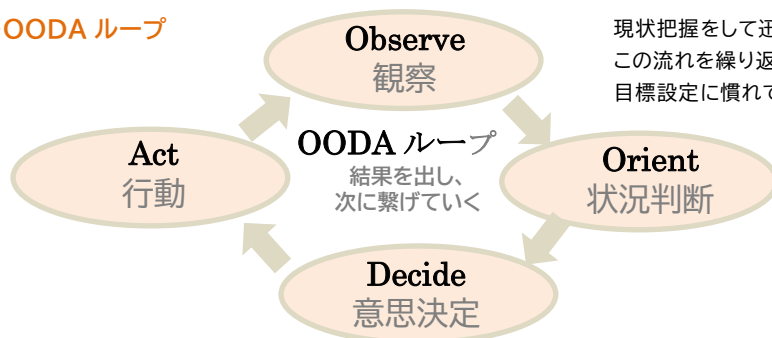 OODA ループ
現状把握をして迅
この流れを繰り返
目標設定に慣れて
Observe
観察
OODA ループ
結果を出し、
次に繋げていく
Act
行動
Orient
状況判断
Decide
意思決定